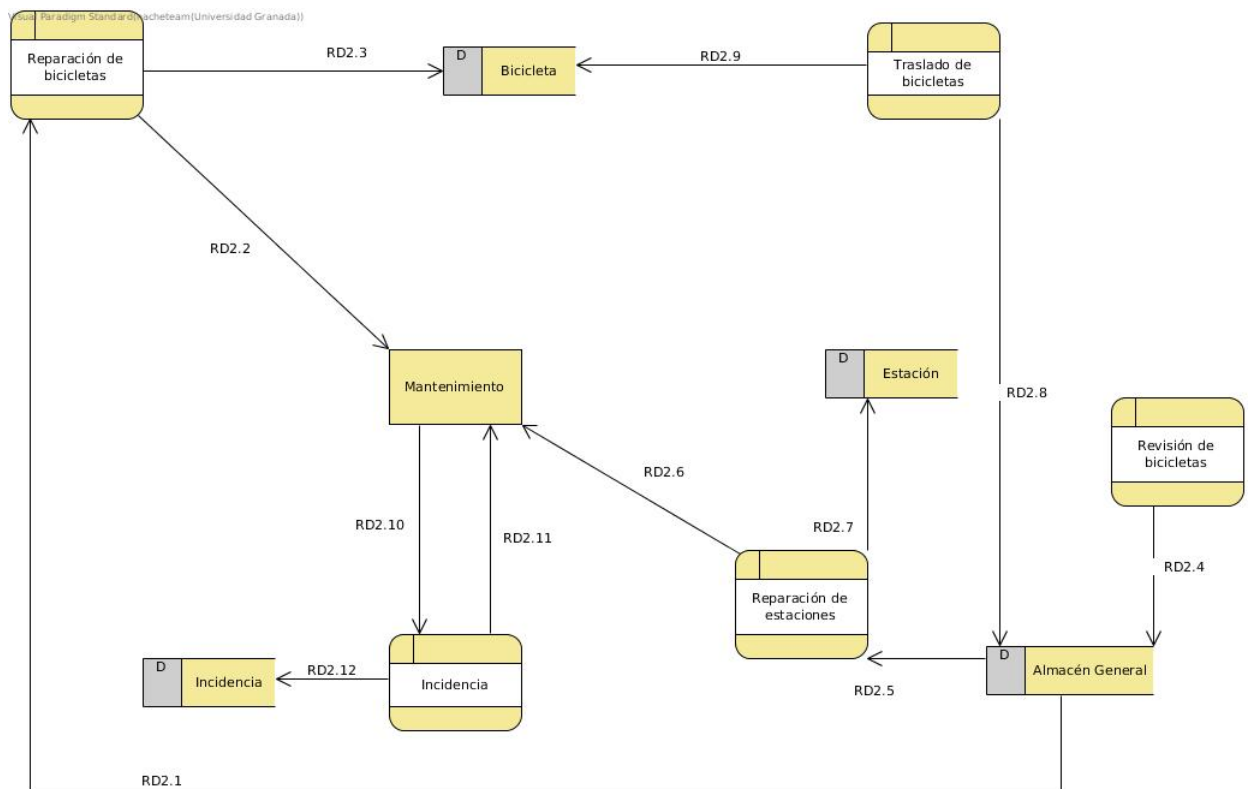 Visual Paradigm Standard(nacheteam(Universidad Granada))
Reparación de
bicicletas
RD2.3
D
Bicicleta
RD2.9
Traslado de
bicicletas
RD2.2
Mantenimiento
D
Estación
RD2.8
Revisión de
bicicletas
RD2.6
RD2.10
RD2.11
RD2.7
RD2.4
Reparación de
estaciones
D
Incidencia
RD2.12
Incidencia
D
Almacén General
RD2.5
RD2.1